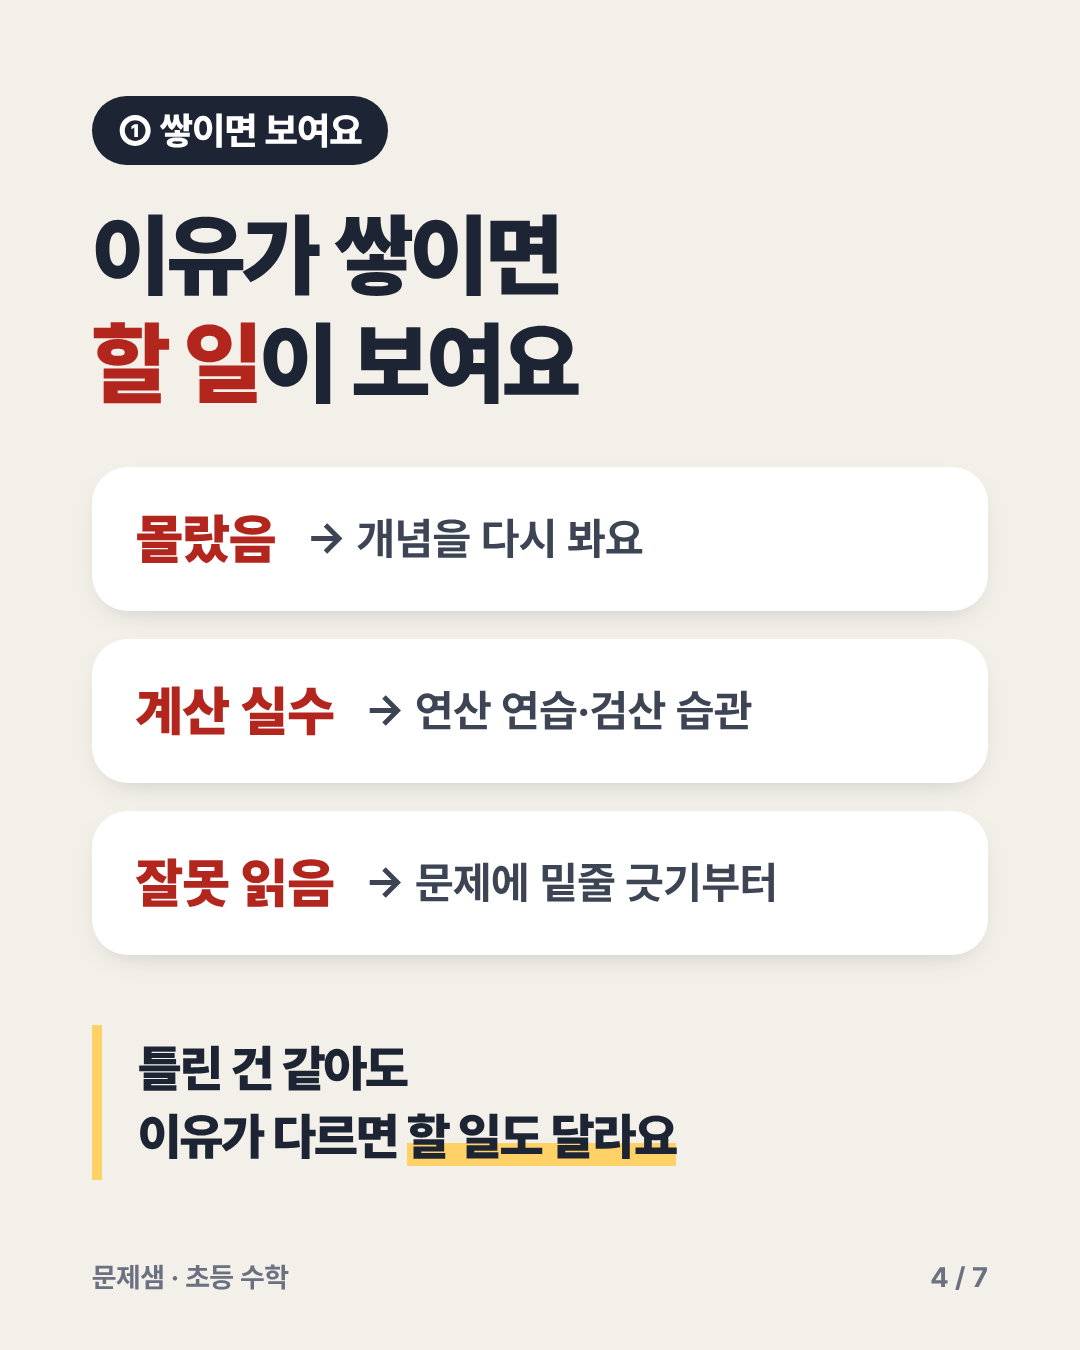 ① 쌓이면 보여요
이유가 쌓이면
할 일이 보여요
몰랐음 → 개념을 다시 봐요
계산 실수 → 연산 연습·검산 습관
잘못 읽음 → 문제에 밑줄 긋기부터
틀린 건 같아도
이유가 다르면 할 일도 달라요
문제샘 · 초등 수학
4 / 7